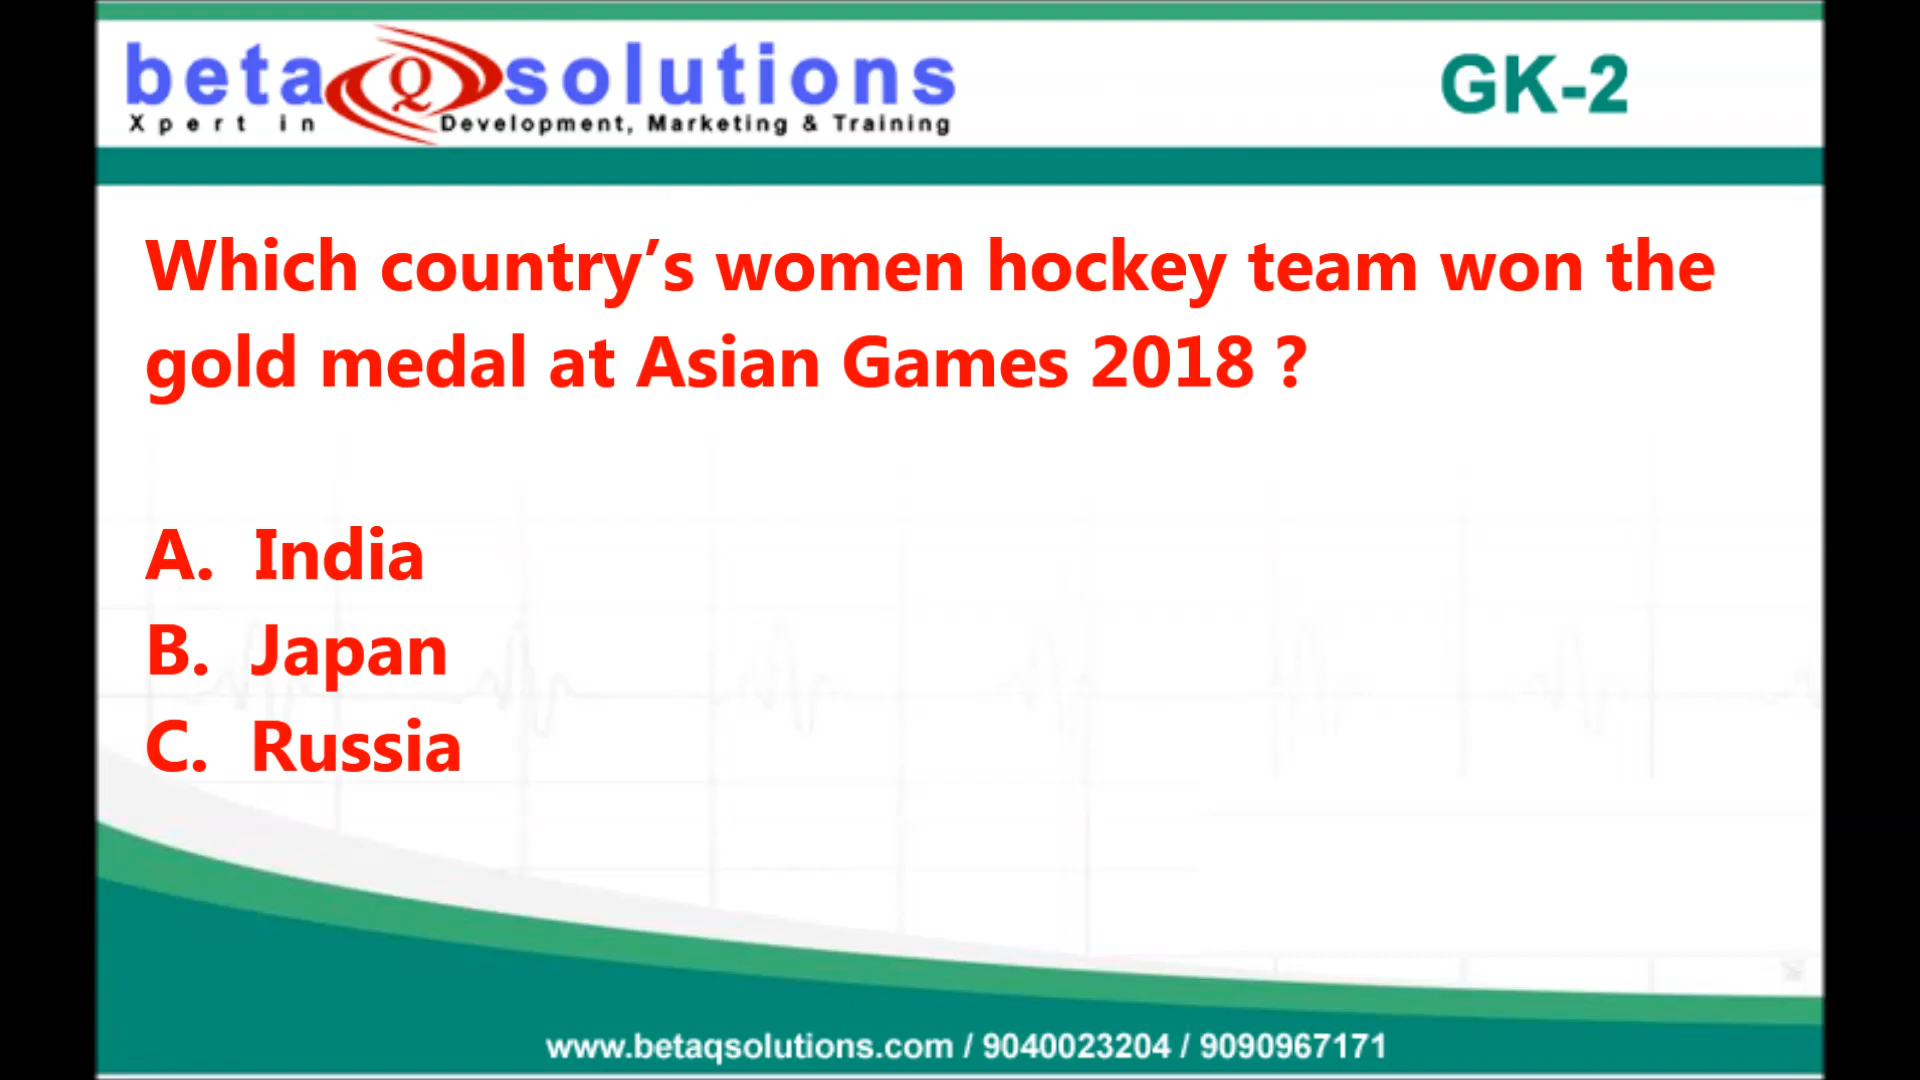 beta Q solutions
Xpert in Development, Marketing & Training
GK-2
Which country’s women hockey team won the
gold medal at Asian Games 2018 ?
A. India
B. Japan
C. Russia
www.betaqsolutions.com / 9040023204 / 9090967171